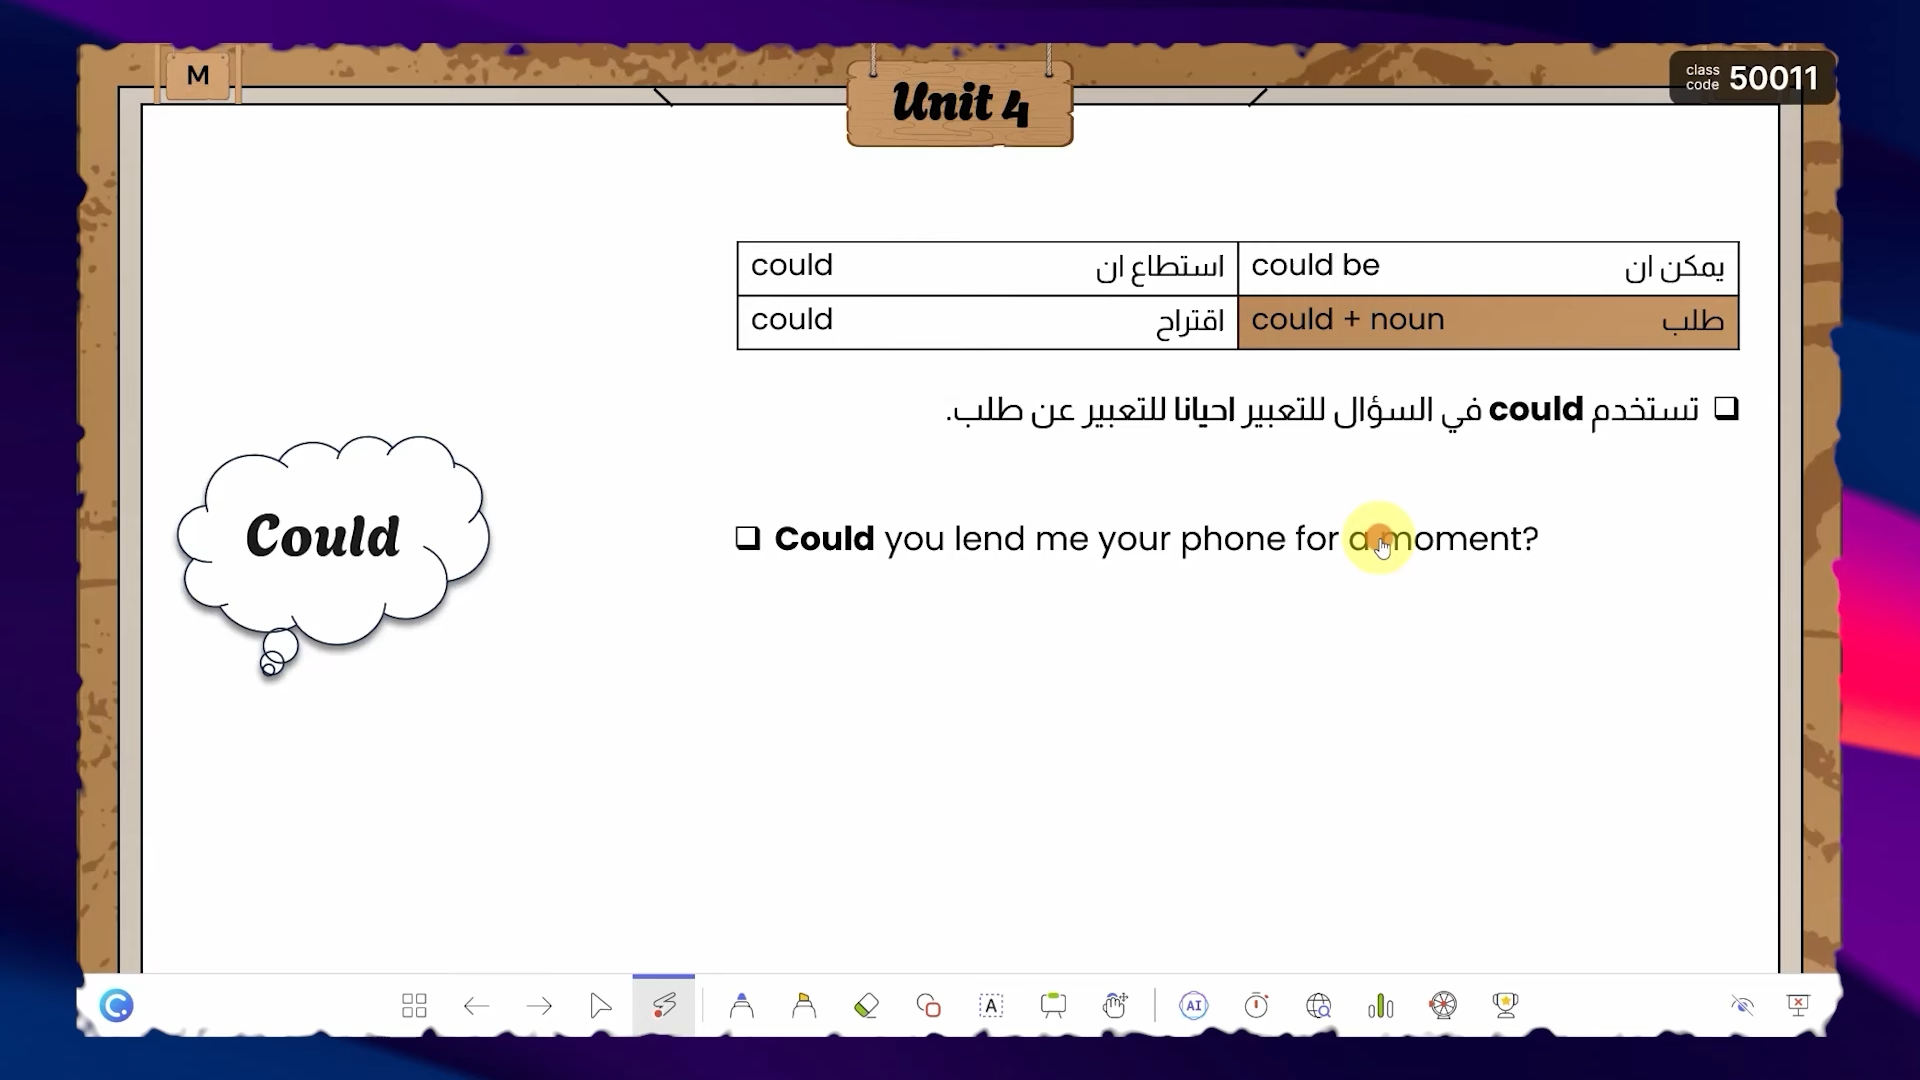 M
Unit 4
class code 50011
could استطاع ان could be يمكن ان
could اقتراح could + noun طلب
❑ تستخدم could في السؤال للتعبير احيانا للتعبير عن طلب.
Could
❑ Could you lend me your phone for a moment?
A
AI